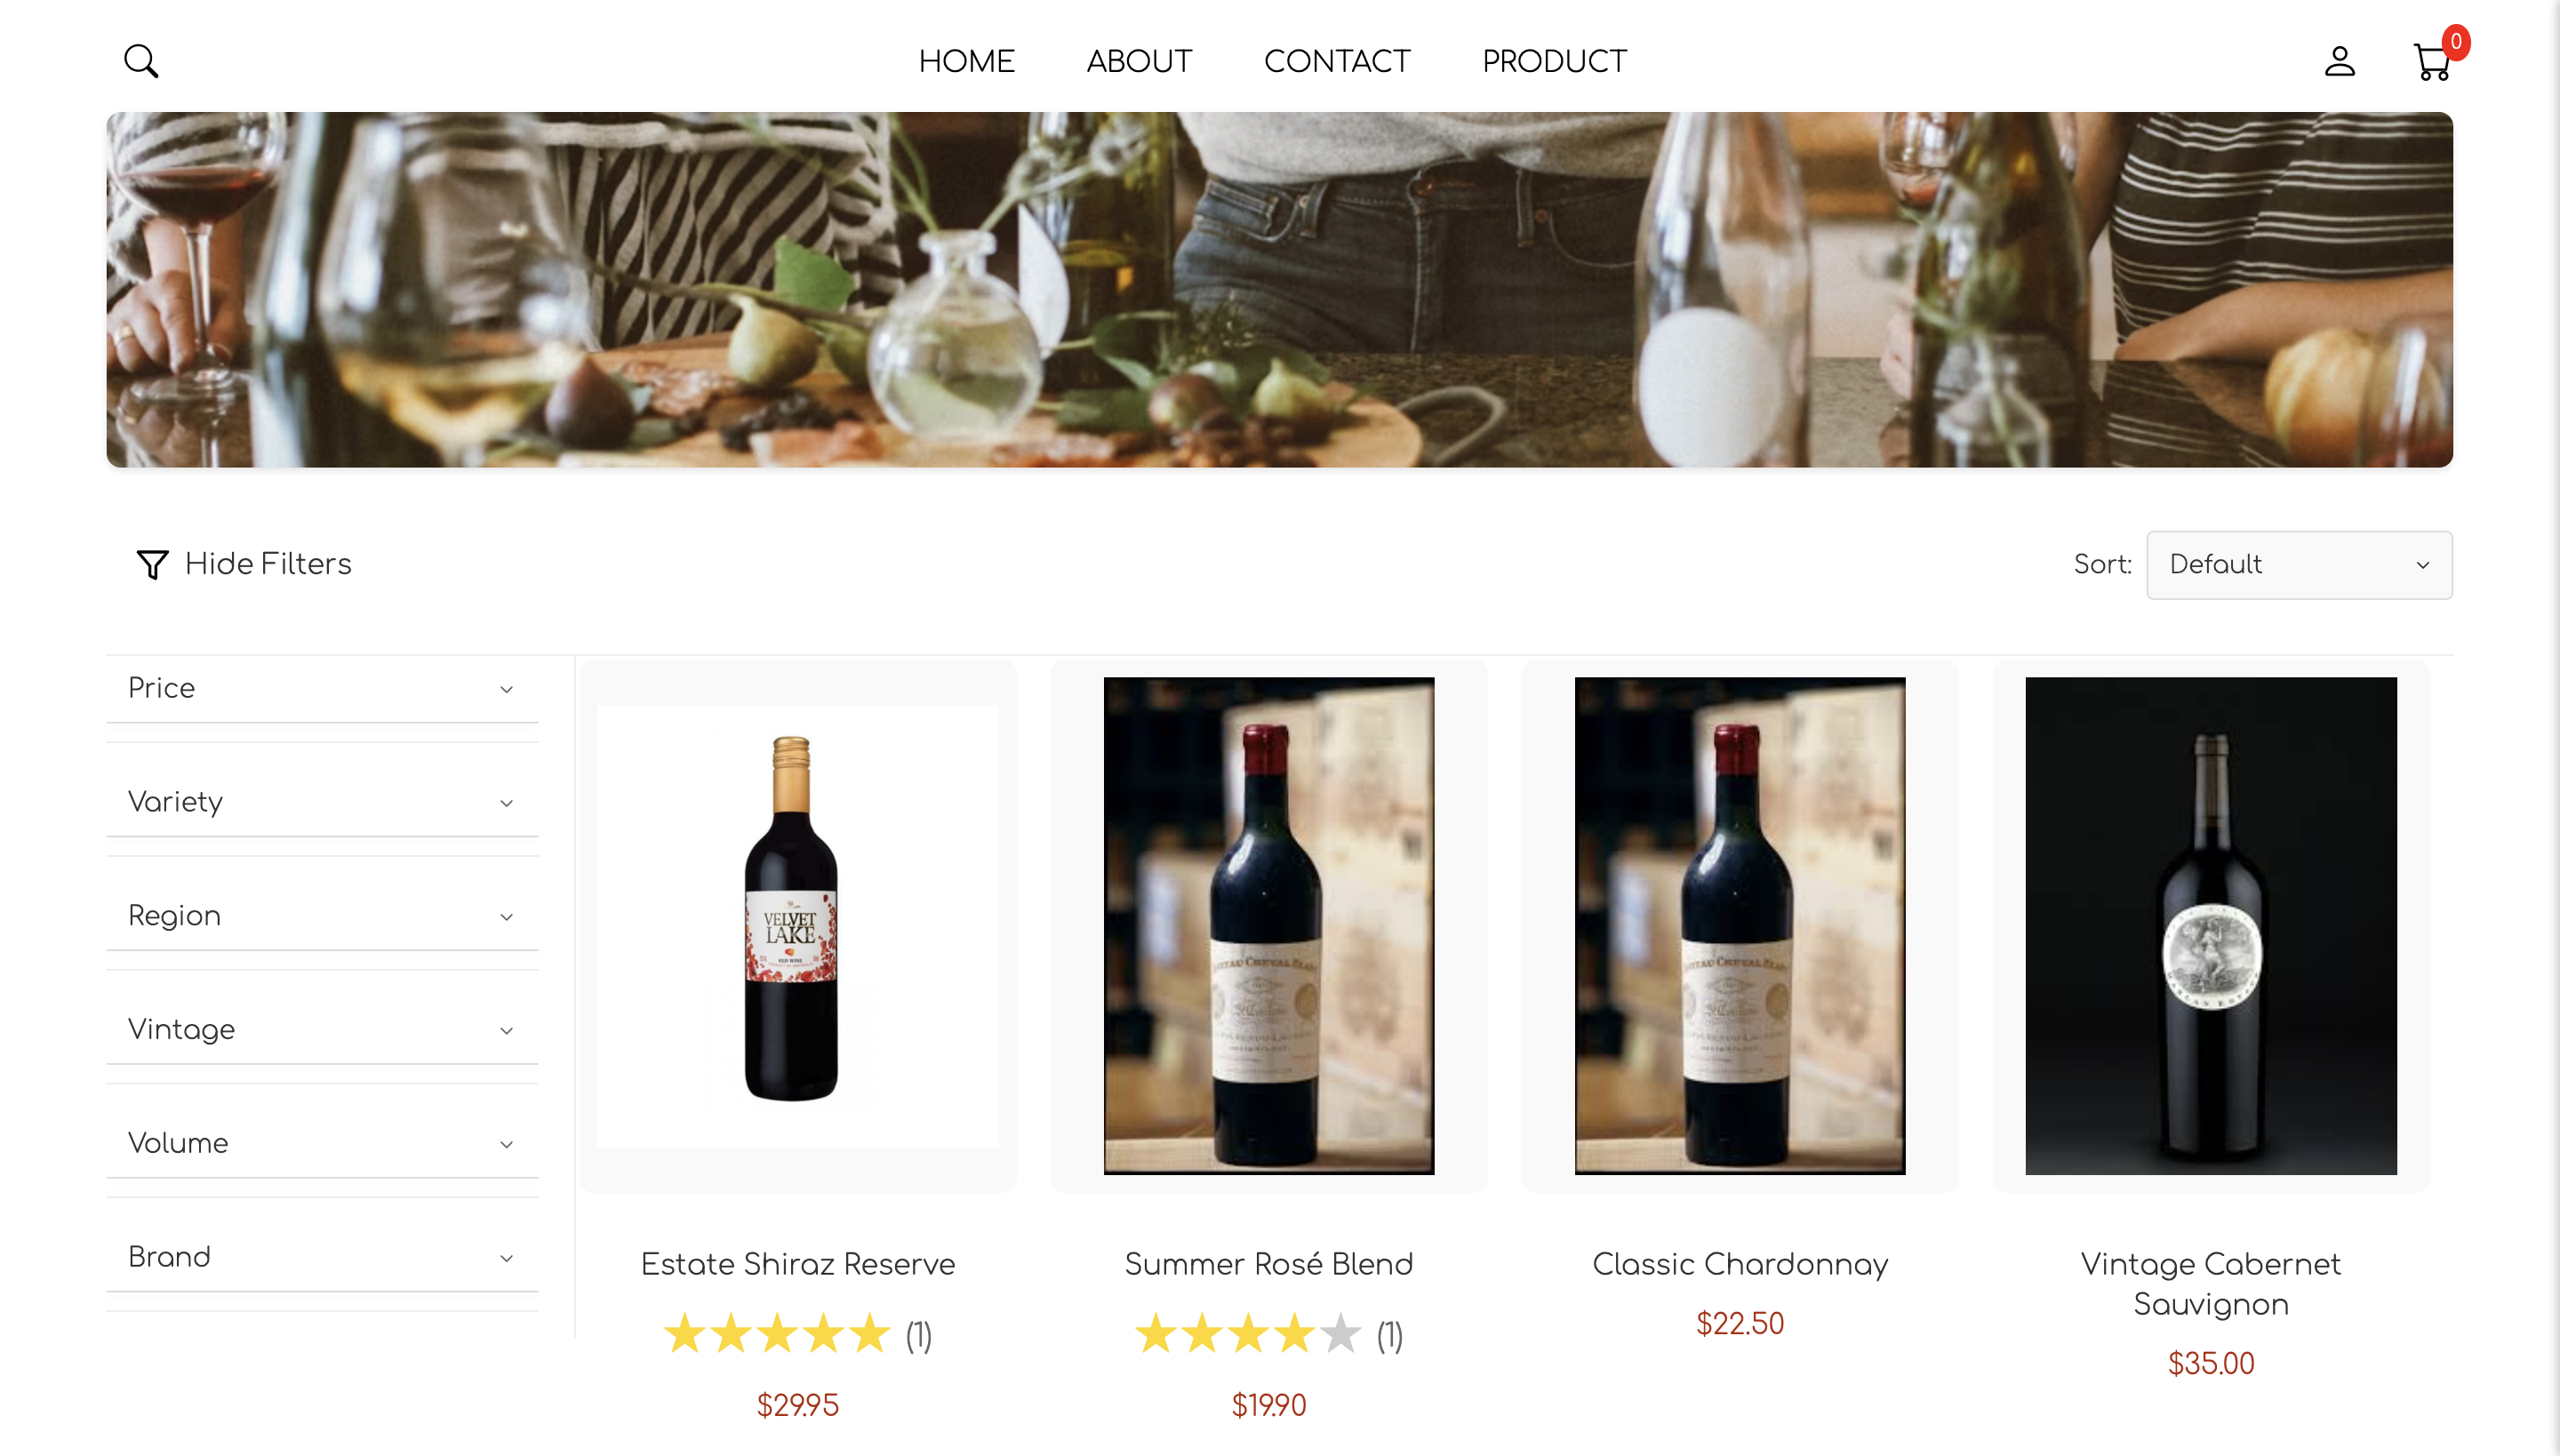 HOME ABOUT CONTACT PRODUCT
0
Hide Filters
Sort: Default
Price
Variety
Region
Vintage
Volume
Brand
VELVET
LAKE
RED WINE
Estate Shiraz Reserve
(1)
$29.95
Summer Rosé Blend
(1)
$19.90
Classic Chardonnay
$22.50
Vintage Cabernet
Sauvignon
$35.00